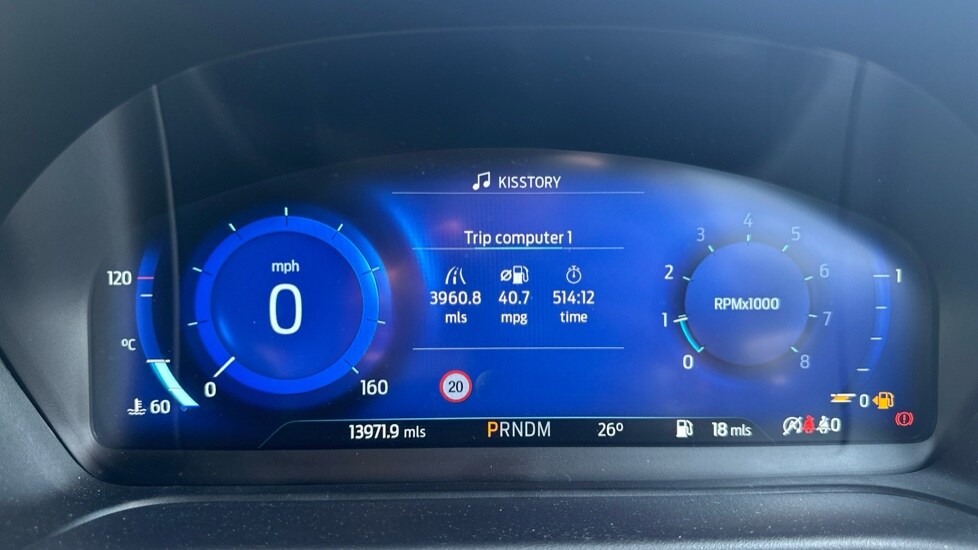 KISSTORY
Trip computer 1
3960.8 40.7 514:12
mls mpg time
mph
0
0 160
120
ºC
60
20
0 1 2 3 4 5 6 7 8
RPMx1000
1
0
13971.9 mls PRNDM 26º 18 mls 0